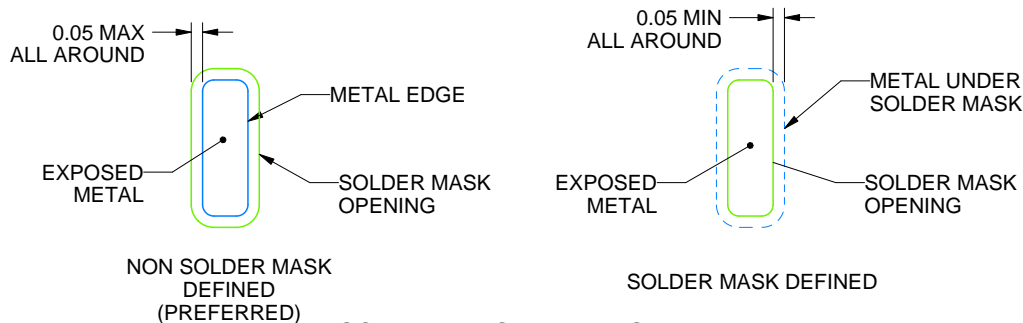 0.05 MAX
ALL AROUND
METAL EDGE
EXPOSED
METAL
SOLDER MASK
OPENING
NON SOLDER MASK
DEFINED
(PREFERRED)
0.05 MIN
ALL AROUND
METAL UNDER
SOLDER MASK
EXPOSED
METAL
SOLDER MASK
OPENING
SOLDER MASK DEFINED